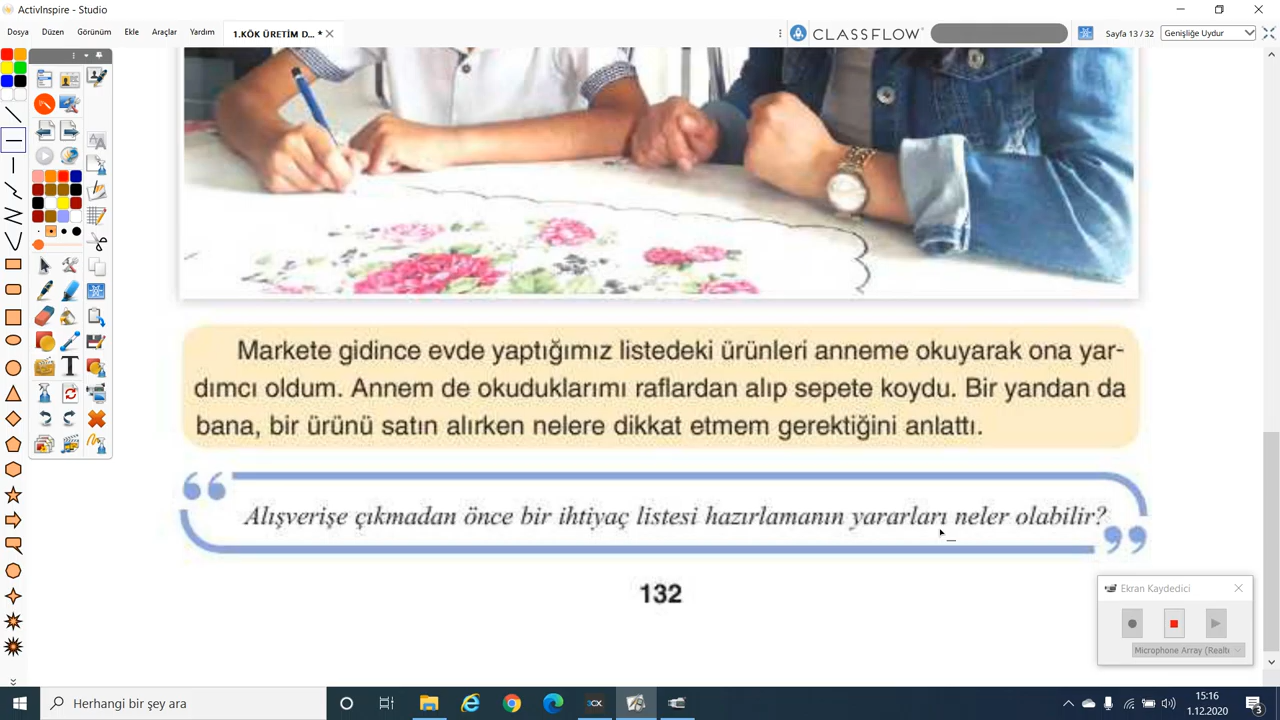 ActivInspire - Studio
Dosya Düzen Görünüm Ekle Araçlar Yardım
1.KÖK ÜRETİM D... *
CLASSFLOW
Sayfa 13 / 32
Genişliğe Uydur
Markete gidince evde yaptığımız listedeki ürünleri anneme okuyarak ona yar-
dımcı oldum. Annem de okuduklarımı raflardan alıp sepete koydu. Bir yandan da
bana, bir ürünü satın alırken nelere dikkat etmem gerektiğini anlattı.
Alışverişe çıkmadan önce bir ihtiyaç listesi hazırlamanın yararları neler olabilir?
132
Ekran Kaydedici
Microphone Array (Realte
Herhangi bir şey ara
15:16
1.12.2020
3